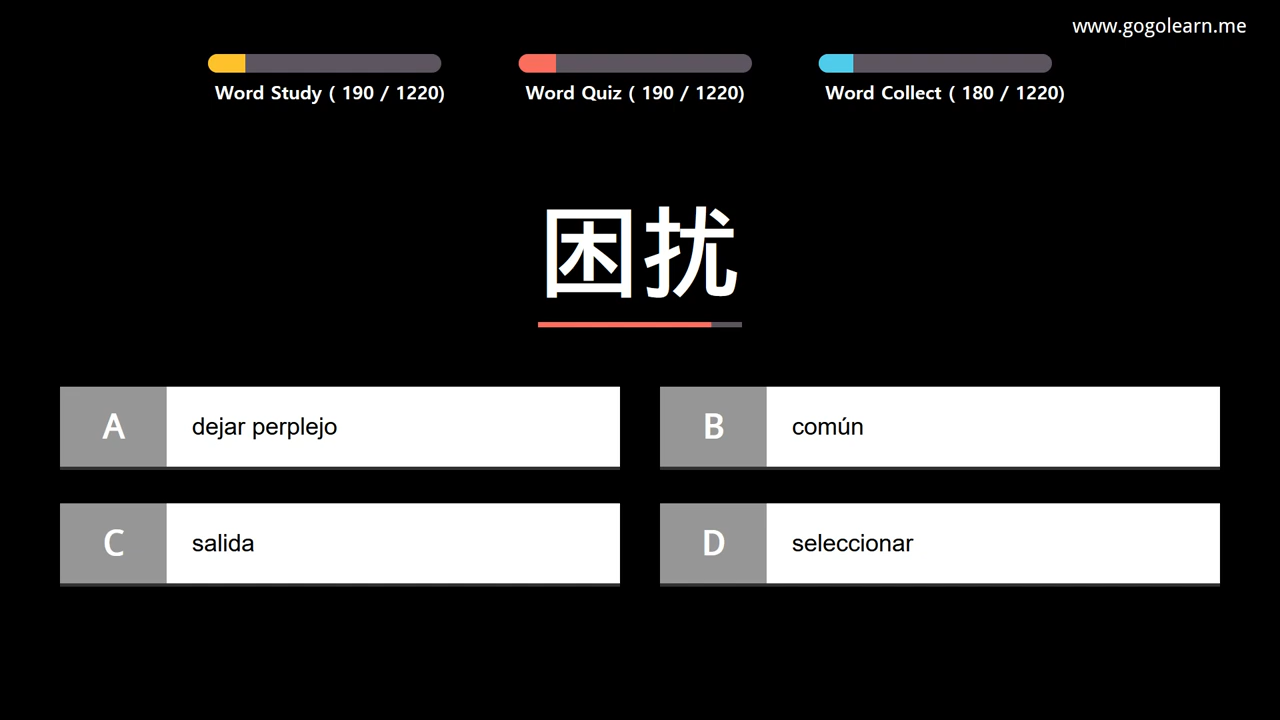 www.gogolearn.me
Word Study ( 190 / 1220)
Word Quiz ( 190 / 1220)
Word Collect ( 180 / 1220)
困扰
A dejar perplejo
B común
C salida
D seleccionar